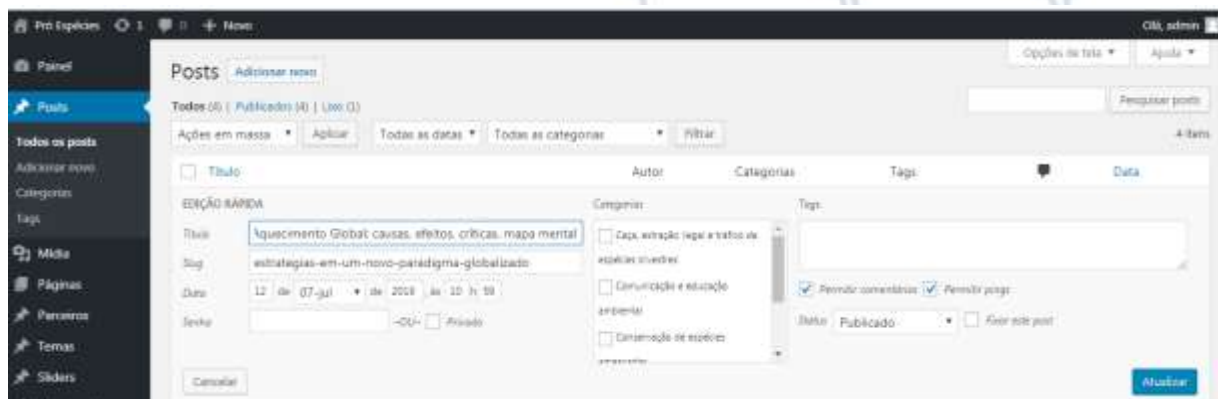 Pró Espécies 1 0 Novo Olá, admin
Opções de tela Ajuda
Painel
Posts Adicionar novo
Posts
Todos (4) | Publicados (4) | Lixo (1)
Pesquisar posts
Todos os posts
Ações em massa Aplicar Todas as datas Todas as categorias Filtrar 4 itens
Adicionar novo
Título Autor Categorias Tags Data
Categorias
Tags
EDIÇÃO RÁPIDA Categorias Tags
Título Aquecimento Global: causas, efeitos, críticas, mapa mental
Caça, extração ilegal e tráfico de
espécies silvestres
Slug estrategias-em-um-novo-paradigma-globalizado
Mídia
Comunicação e educação
ambiental
Páginas
Data 12 de 07-jul de 2018 às 10 h 59
Permitir comentários Permitir pings
Parceiros
Senha –OU– Privado
Status Publicado Fixar este post
Conservação de espécies
Temas
Sliders
Cancelar Atualizar